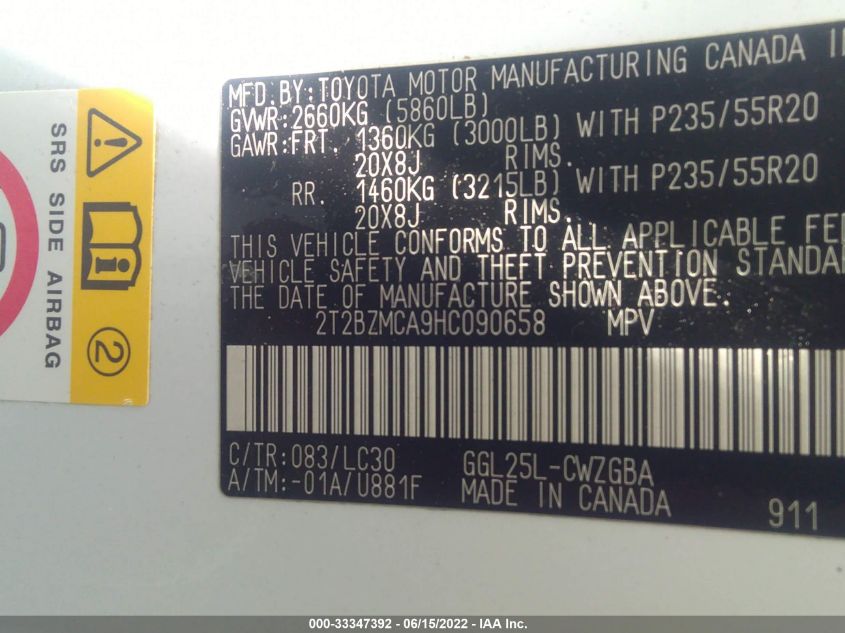 MFD.BY:TOYOTA MOTOR MANUFACTURING CANADA
GVWR:2660KG (5860LB)
GAWR:FRT. 1360KG (3000LB) WITH P235/55R20
20X8J RIMS.
RR. 1460KG (3215LB) WITH P235/55R20
20X8J RIMS.
THIS VEHICLE CONFORMS TO ALL APPLICABLE
VEHICLE SAFETY AND THEFT PREVENTION
THE DATE OF MANUFACTURE SHOWN ABOVE.
2T2BZMCA9HC090658 MPV
C/TR:083/LC30 GGL25L-CWZGBA
A/TM:-01A/U881F MADE IN CANADA
911
SRS SIDE AIRBAG
2
000-33347392 - 06/15/2022 - IAA Inc.